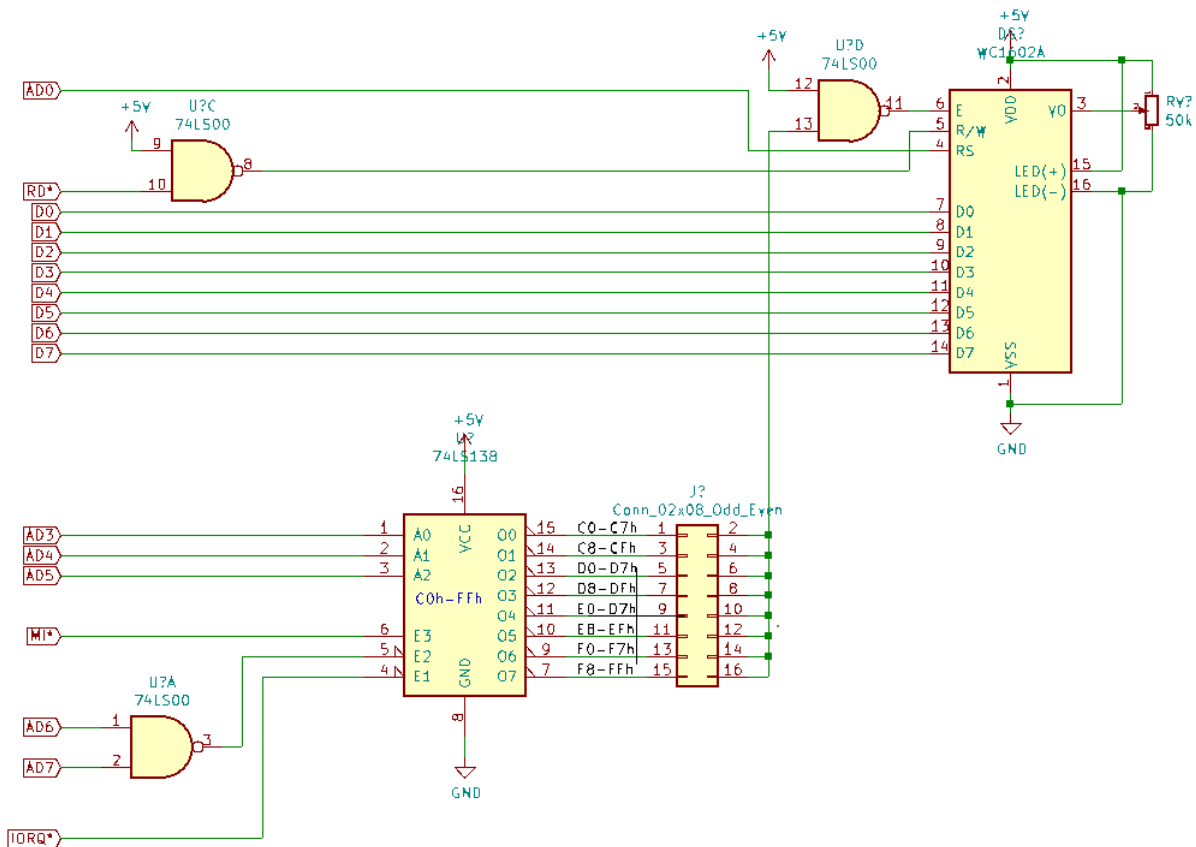 +5V
DS?
WC1602A
+5V
U?D
74LS00
AD0
U?C
74LS00
+5V
12
13
11
6 E
5 R/W
4 RS
2
VDD
VO 3
RV?
50k
2
9
10
8
RD*
LED(+) 15
LED(-) 16
D0
7 D0
D1
8 D1
D2
9 D2
D3
10 D3
D4
11 D4
D5
12 D5
D6
13 D6
D7
14 D7
VSS
1
GND
+5V
U?
74LS138
16
VCC
J?
Conn_02x08_Odd_Even
AD3
1 A0
O0 15 C0-C7h 1 2
AD4
2 A1
O1 14 C8-CFh 3 4
AD5
3 A2
O2 13 D0-D7h 5 6
C0h-FFh
O3 12 D8-DFh 7 8
O4 11 E0-D7h 9 10
M1*
6 E3
O5 10 E8-EFh 11 12
5 E2
O6 9 F0-F7h 13 14
4 E1
O7 7 F8-FFh 15 16
GND
8
GND
U?A
74LS00
AD6
1
AD7
2
3
IORQ*